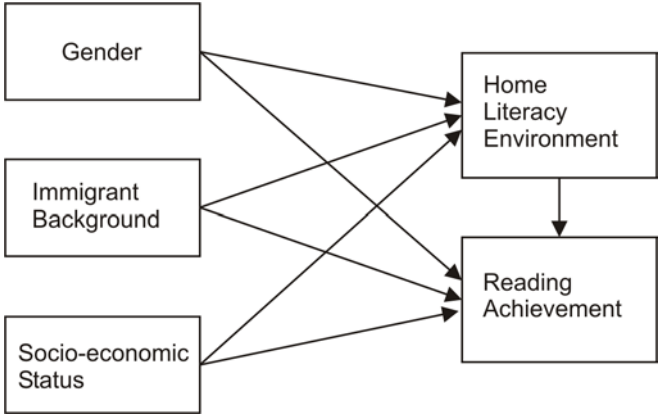 Gender
Immigrant
Background
Socio-economic
Status
Home
Literacy
Environment
Reading
Achievement